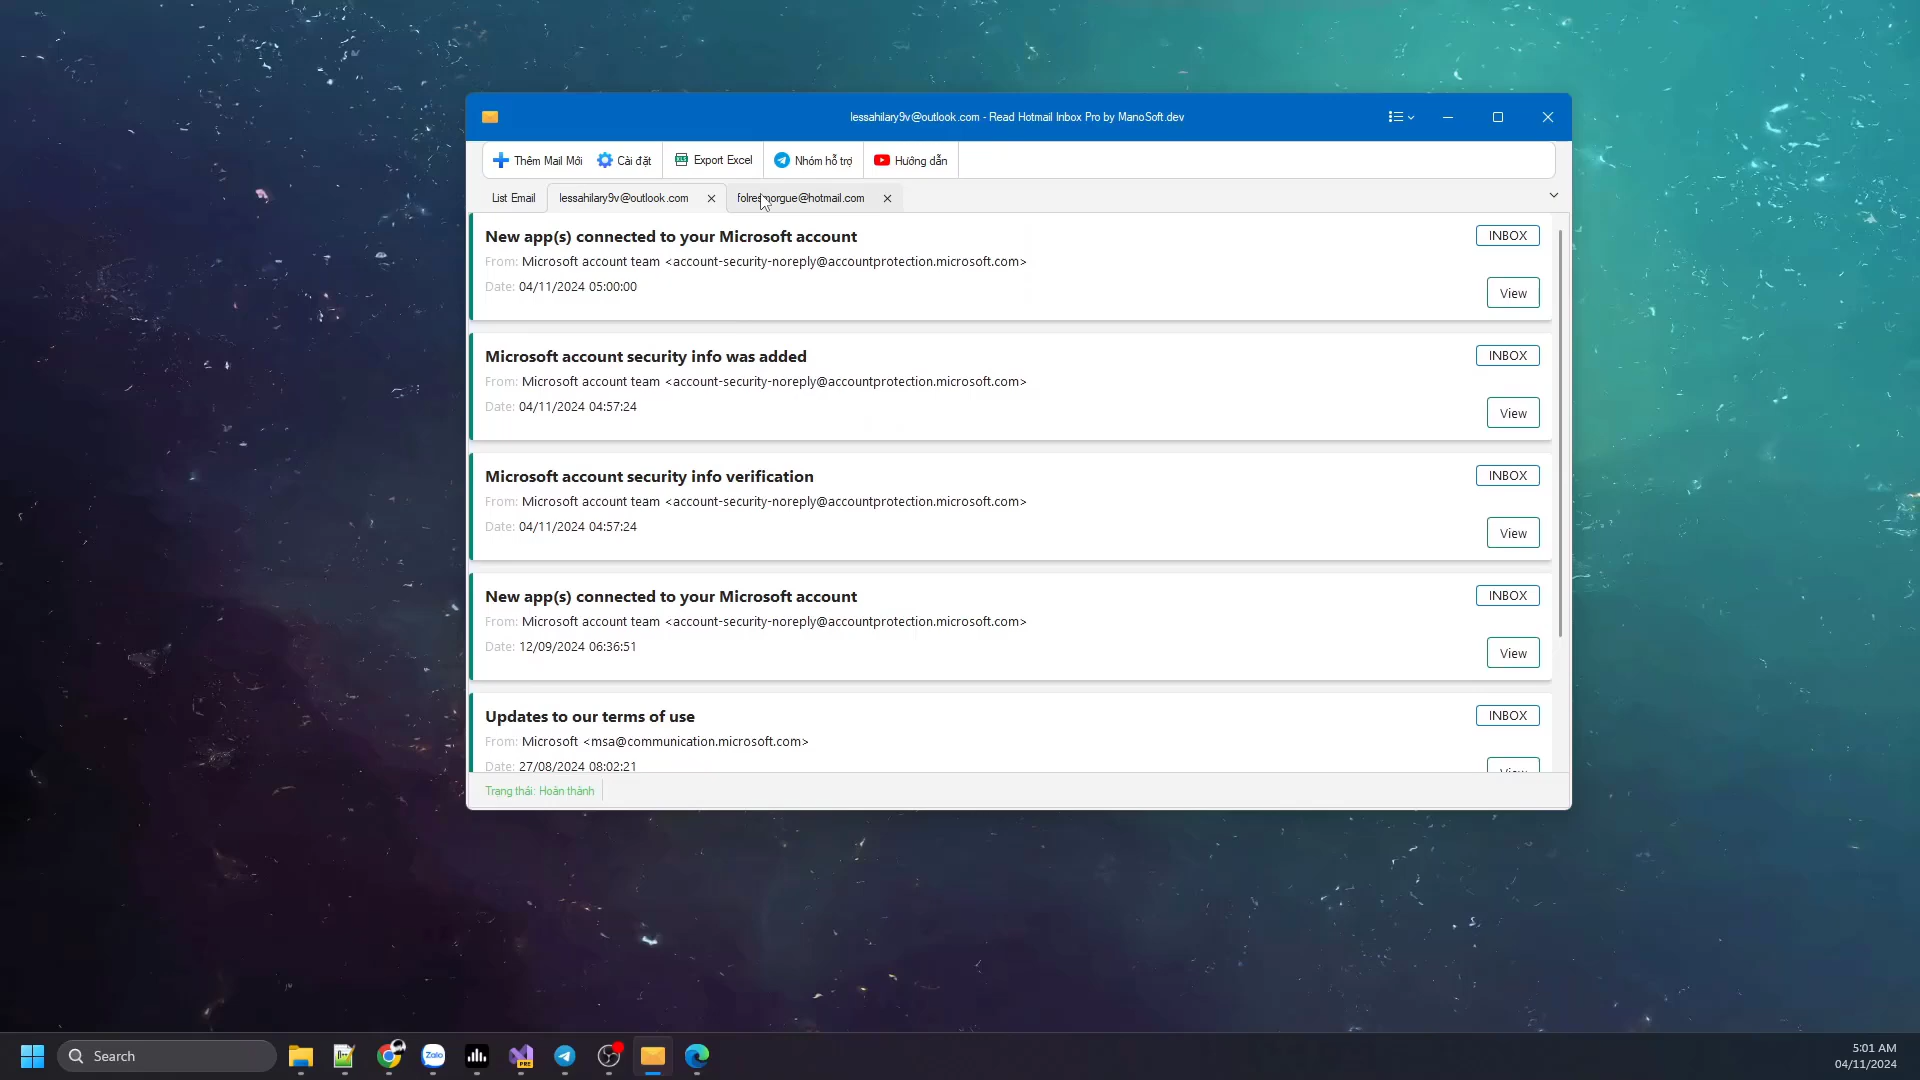 lessahilary9v@outlook.com - Read Hotmail Inbox Pro by ManoSoft.dev
Thêm Mail Mới Cài đặt Export Excel Nhóm hỗ trợ Hướng dẫn
List Email lessahilary9v@outlook.com
New app(s) connected to your Microsoft account INBOX
From: Microsoft account team <account-security-noreply@accountprotection.microsoft.com>
Date: 04/11/2024 05:00:00
View
Microsoft account security info was added INBOX
From: Microsoft account team <account-security-noreply@accountprotection.microsoft.com>
Date: 04/11/2024 04:57:24
View
Microsoft account security info verification INBOX
From: Microsoft account team <account-security-noreply@accountprotection.microsoft.com>
Date: 04/11/2024 04:57:24
View
New app(s) connected to your Microsoft account INBOX
From: Microsoft account team <account-security-noreply@accountprotection.microsoft.com>
Date: 12/09/2024 06:36:51
View
Updates to our terms of use INBOX
From: Microsoft <msa@communication.microsoft.com>
Date: 27/08/2024 08:02:21
View
Trạng thái: Hoàn thành
Search
Zalo
PRE
5:01 AM
04/11/2024